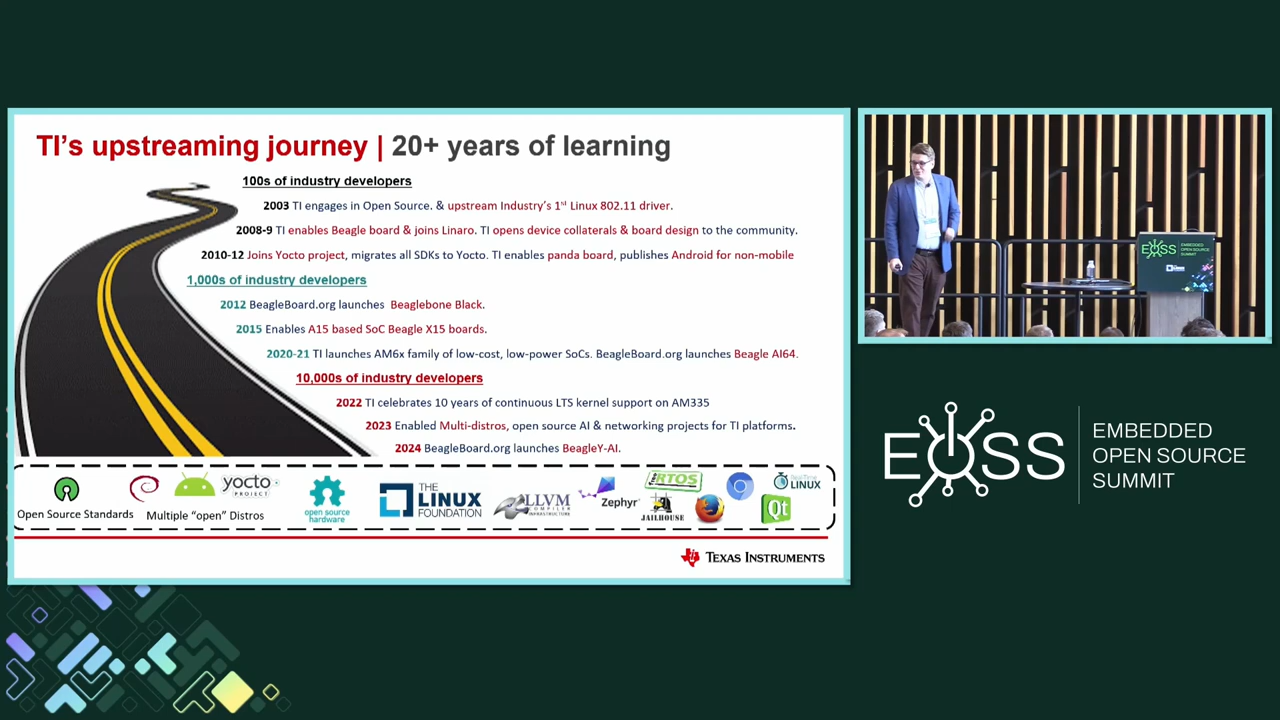 TI's upstreaming journey | 20+ years of learning
100s of industry developers
2003 TI engages in Open Source. & upstream Industry's 1st Linux 802.11 driver.
2008-9 TI enables Beagle board & joins Linaro. TI opens device collaterals & board design to the community.
2010-12 Joins Yocto project, migrates all SDKs to Yocto. TI enables panda board, publishes Android for non-mobile
1,000s of industry developers
2012 BeagleBoard.org launches Beaglebone Black.
2015 Enables A15 based SoC Beagle X15 boards.
2020-21 TI launches AM6x family of low-cost, low-power SoCs. BeagleBoard.org launches Beagle AI64.
10,000s of industry developers
2022 TI celebrates 10 years of continuous LTS kernel support on AM335
2023 Enabled Multi-distros, open source AI & networking projects for TI platforms.
2024 BeagleBoard.org launches BeagleY-AI.
Open Source Standards
yocto
PROJECT
Multiple "open" Distros
open source
hardware
THE
LINUX
FOUNDATION
LLVM
COMPILER
INFRASTRUCTURE
Zephyr
RTOS
JAILHOUSE
LINUX
Qt
TEXAS INSTRUMENTS
EOSS
EMBEDDED
OPEN SOURCE
SUMMIT
EOSS
EMBEDDED
OPEN SOURCE
SUMMIT